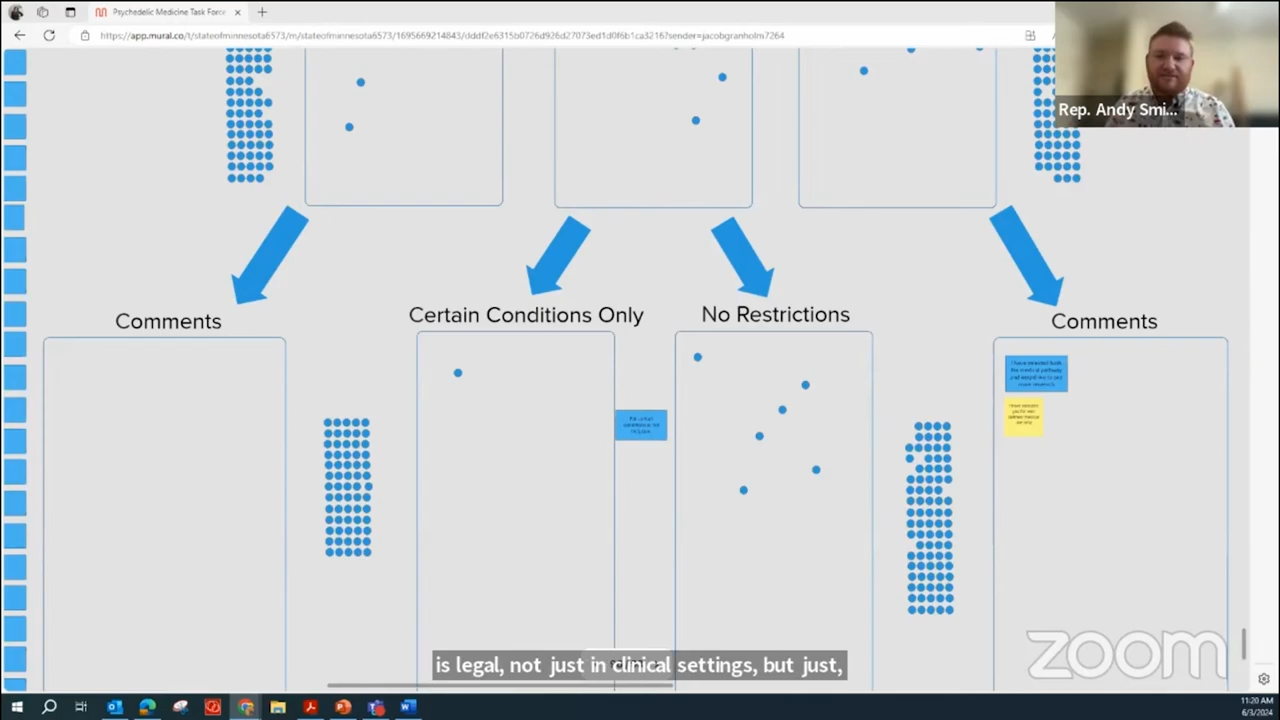 Psychedelic Medicine Task Force
https://app.mural.co/t/stateofminnesota6573/m/stateofminnesota6573/1695669214843/dddf2e6315b0726d926d27073ed1d0f6b1ca3216?sender=jacobgranholm7264
Rep. Andy Smi...
Comments
Certain Conditions Only
No Restrictions
Comments
is legal, not just in clinical settings, but just,
zoom
11:20 AM
6/3/2024